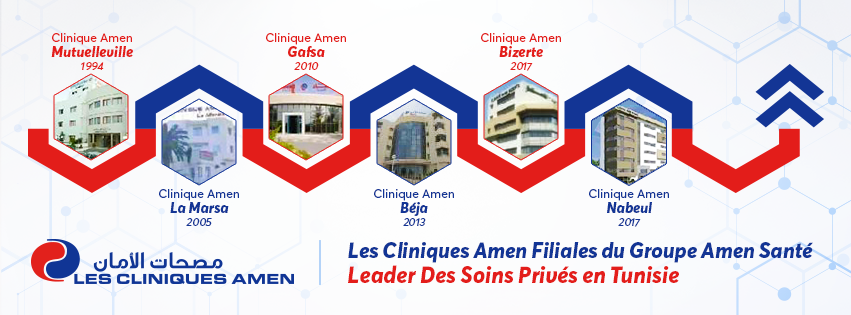 Clinique Amen
Mutuelleville
1994
Clinique Amen
La Marsa
2005
Clinique Amen
Gafsa
2010
Clinique Amen
Béja
2013
Clinique Amen
Bizerte
2017
Clinique Amen
Nabeul
2017
مصحات الأمان
LES CLINIQUES AMEN
Les Cliniques Amen Filiales du Groupe Amen Santé
Leader Des Soins Privés en Tunisie